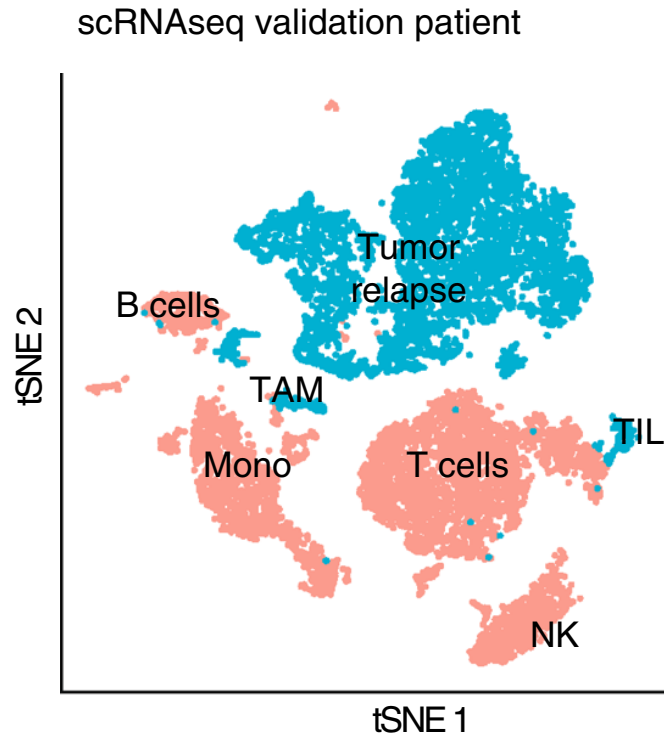 scRNAseq validation patient
Tumor
relapse
B cells
TAM
TIL
Mono
T cells
NK
tSNE 2
tSNE 1